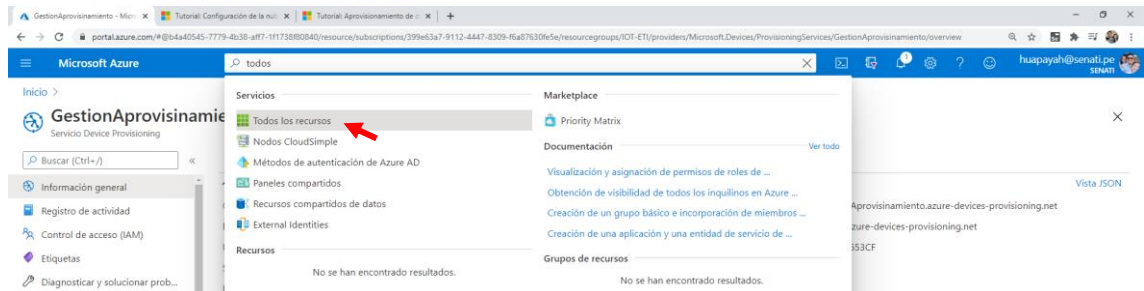 GestionAprovisinamiento - Micro
Tutorial: Configuración de la nub
Tutorial: Aprovisionamiento de
portal.azure.com/#@b4a40545-7779-4b38-aff7-1f1738f80840/resource/subscriptions/399e63a7-9112-4447-8309-f6a87630fe5e/resourcegroups/IOT-ETI/providers/Microsoft.Devices/ProvisioningServices/GestionAprovisinamiento/overview
Microsoft Azure
todos
1
huapayah@senati.pe
SENATI
Inicio >
GestionAprovisinamie
Servicio Device Provisioning
Buscar (Ctrl+/)
«
Información general
Registro de actividad
Control de acceso (IAM)
Etiquetas
Diagnosticar y solucionar prob...
Servicios
Todos los recursos
Nodos CloudSimple
Métodos de autenticación de Azure AD
Paneles compartidos
Recursos compartidos de datos
External Identities
Recursos
No se han encontrado resultados.
Marketplace
Priority Matrix
Documentación
Ver todo
Visualización y asignación de permisos de roles de ...
Obtención de visibilidad de todos los inquilinos en Azure ...
Creación de un grupo básico e incorporación de miembros ...
Creación de una aplicación y una entidad de servicio de ...
Grupos de recursos
No se han encontrado resultados.
Vista JSON
Aprovisinamiento.azure-devices-provisioning.net
zure-devices-provisioning.net
553CF